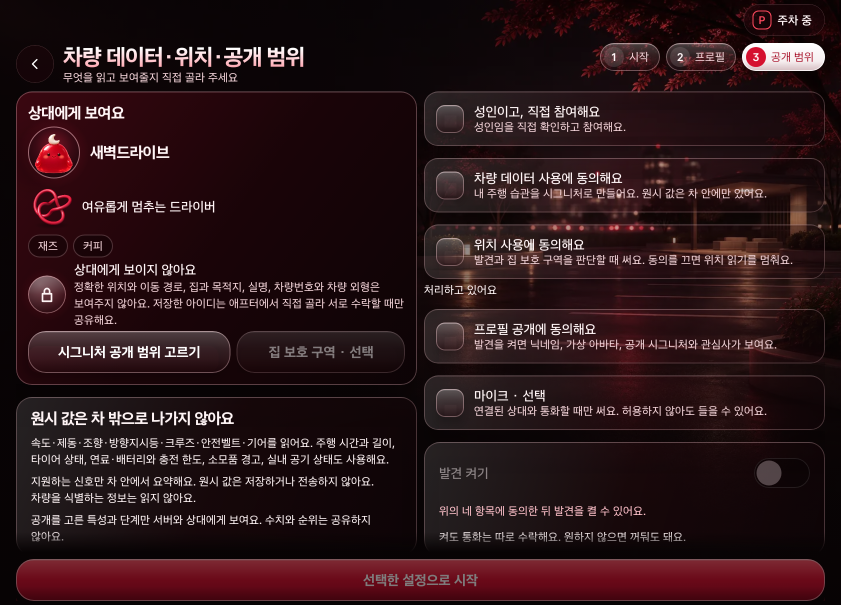 P 주차 중
차량 데이터·위치·공개 범위
무엇을 읽고 보여줄지 직접 골라 주세요
1 시작
2 프로필
3 공개 범위
상대에게 보여요
새벽드라이브
여유롭게 멈추는 드라이버
재즈
커피
상대에게 보이지 않아요
정확한 위치와 이동 경로, 집과 목적지, 실명, 차량번호와 차량 외형은
보여주지 않아요. 저장한 아이디는 애프터에서 직접 골라 서로 수락할 때만
공유해요.
시그니처 공개 범위 고르기
집 보호 구역 · 선택
원시 값은 차 밖으로 나가지 않아요
속도·제동·조향·방향지시등·크루즈·안전벨트·기어를 읽어요. 주행 시간과 길이,
타이어 상태, 연료·배터리와 충전 한도, 소모품 경고, 실내 공기 상태도 사용해요.
지원하는 신호만 차 안에서 요약해요. 원시 값은 저장하거나 전송하지 않아요.
차량을 식별하는 정보는 읽지 않아요.
공개를 고른 특성과 단계만 서버와 상대에게 보여요. 수치와 순위는 공유하지
않아요.
성인이고, 직접 참여해요
성인임을 직접 확인하고 참여해요.
차량 데이터 사용에 동의해요
내 주행 습관을 시그니처로 만들어요. 원시 값은 차 안에만 있어요.
위치 사용에 동의해요
발견과 집 보호 구역을 판단할 때 써요. 동의를 끄면 위치 읽기를 멈춰요.
처리하고 있어요
프로필 공개에 동의해요
발견을 켜면 닉네임, 가상 아바타, 공개 시그니처와 관심사가 보여요.
마이크 · 선택
연결된 상대와 통화할 때만 써요. 허용하지 않아도 들을 수 있어요.
발견 켜기
위의 네 항목에 동의한 뒤 발견을 켤 수 있어요.
켜도 통화는 따로 수락해요. 원하지 않으면 꺼둬도 돼요.
선택한 설정으로 시작